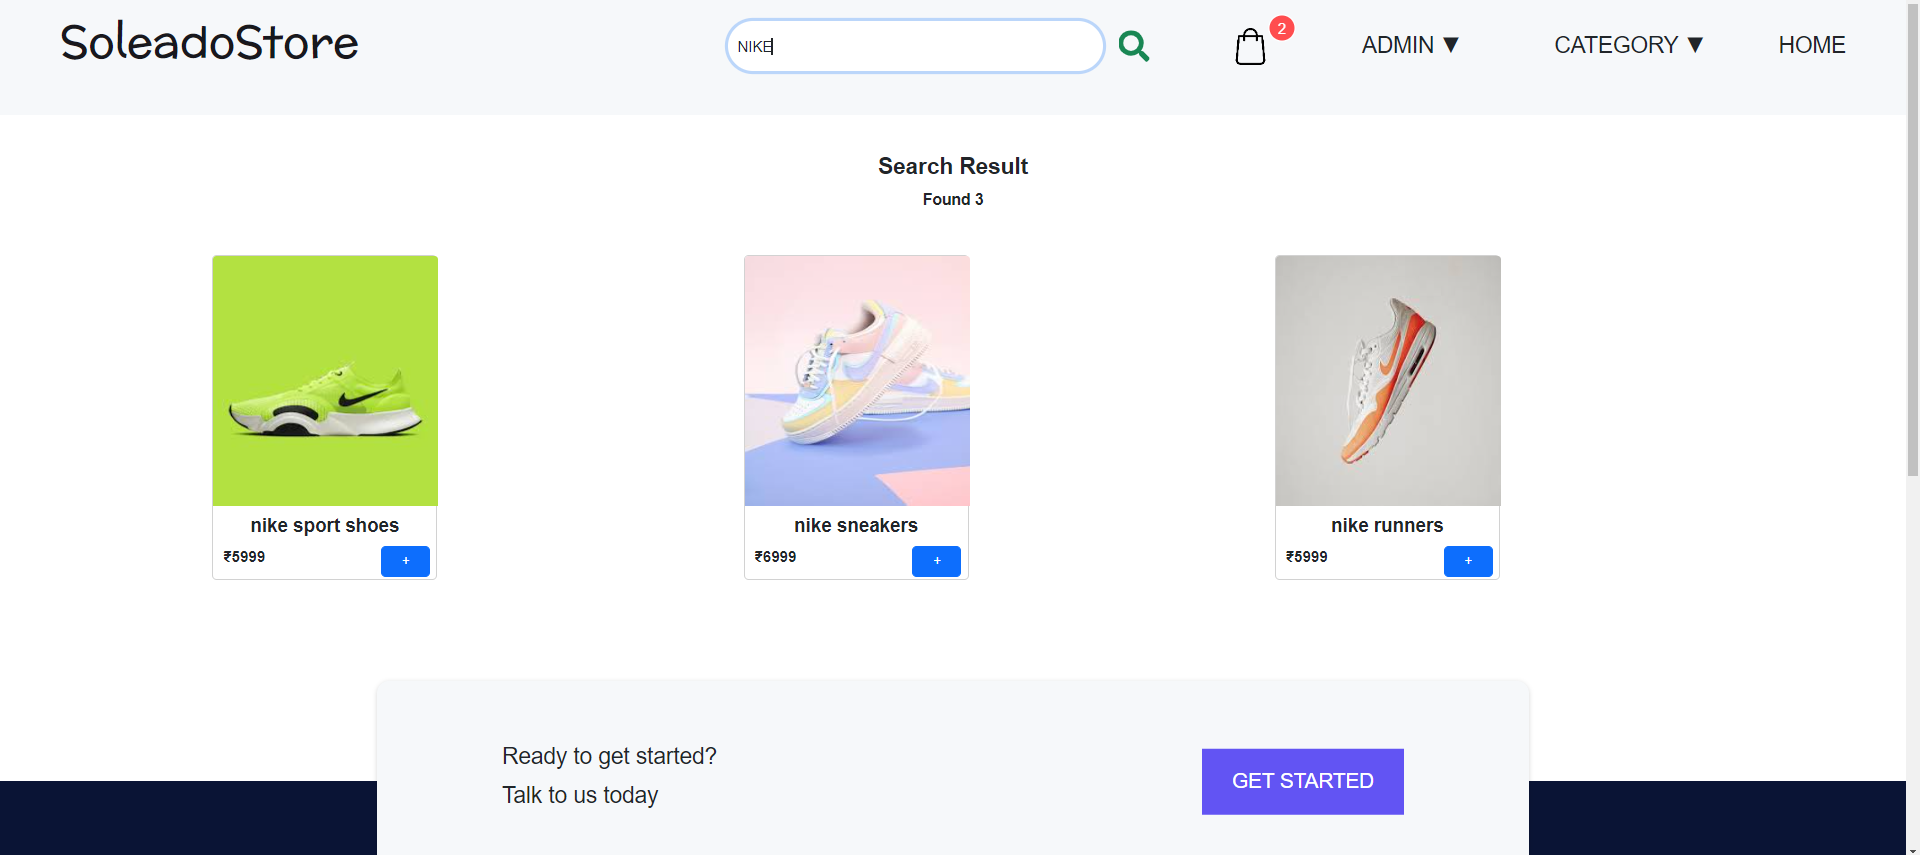 SoleadoStore
NIKE
2
ADMIN ▼
CATEGORY ▼
HOME
Search Result
Found 3
nike sport shoes
₹5999
+
nike sneakers
₹6999
+
nike runners
₹5999
+
Ready to get started?
Talk to us today
GET STARTED